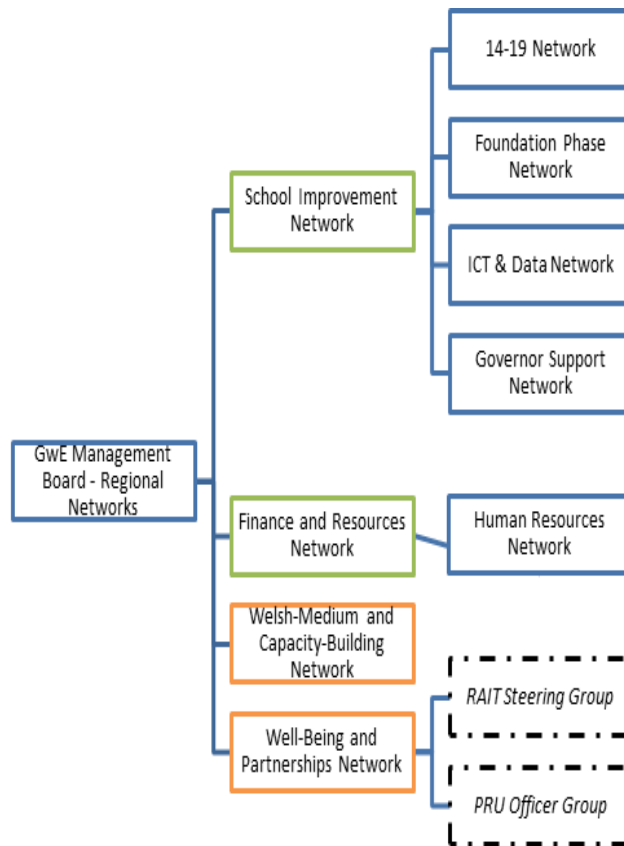 14-19 Network
Foundation Phase
Network
School Improvement
Network
ICT & Data Network
Governor Support
Network
GwE Management
Board - Regional
Networks
Finance and Resources
Network
Human Resources
Network
Welsh-Medium and
Capacity-Building
Network
RAIT Steering Group
Well-Being and
Partnerships Network
PRU Officer Group